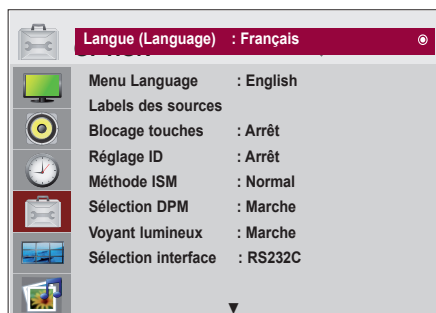 Langue (Language) : Français
Menu Language : English
Labels des sources
Blocage touches : Arrêt
Réglage ID : Arrêt
Méthode ISM : Normal
Sélection DPM : Marche
Voyant lumineux : Marche
Sélection interface : RS232C